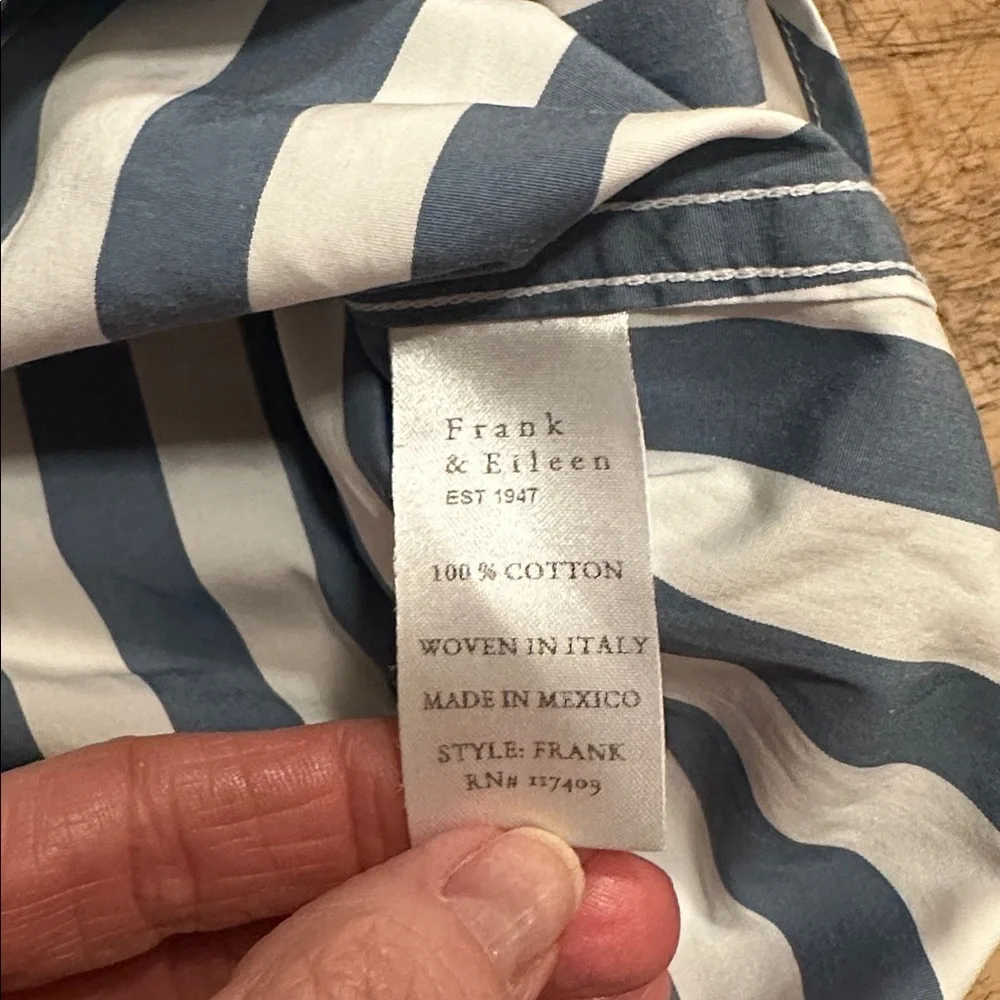 Frank
& Eileen
EST 1947
100 % COTTON
WOVEN IN ITALY
MADE IN MEXICO
STYLE: FRANK
RN# 117409